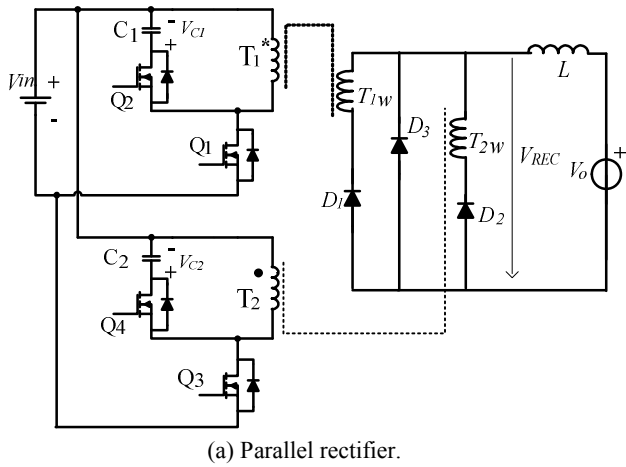 C1
- VC1 +
T1*
Vin + -
Q2
Q1
T1w
D3
T2w
VREC
L
Vo +
D1
D2
C2
- VC2 +
T2
Q4
Q3
(a) Parallel rectifier.